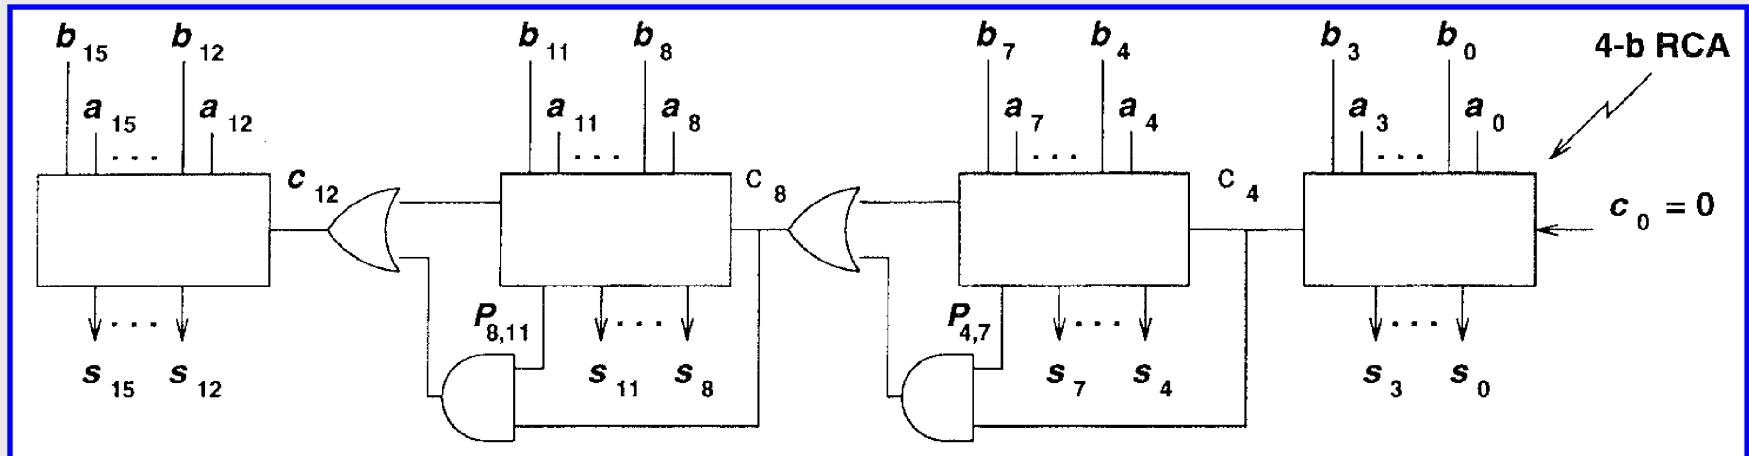 b15 b12 b11 b8 b7 b4 b3 b0 4-b RCA
a15 ... a12 a11 ... a8 a7 ... a4 a3 ... a0
c12 C8 C4 c0 = 0
P8,11 ... P4,7 ... ... ...
s15 s12 s11 s8 s7 s4 s3 s0